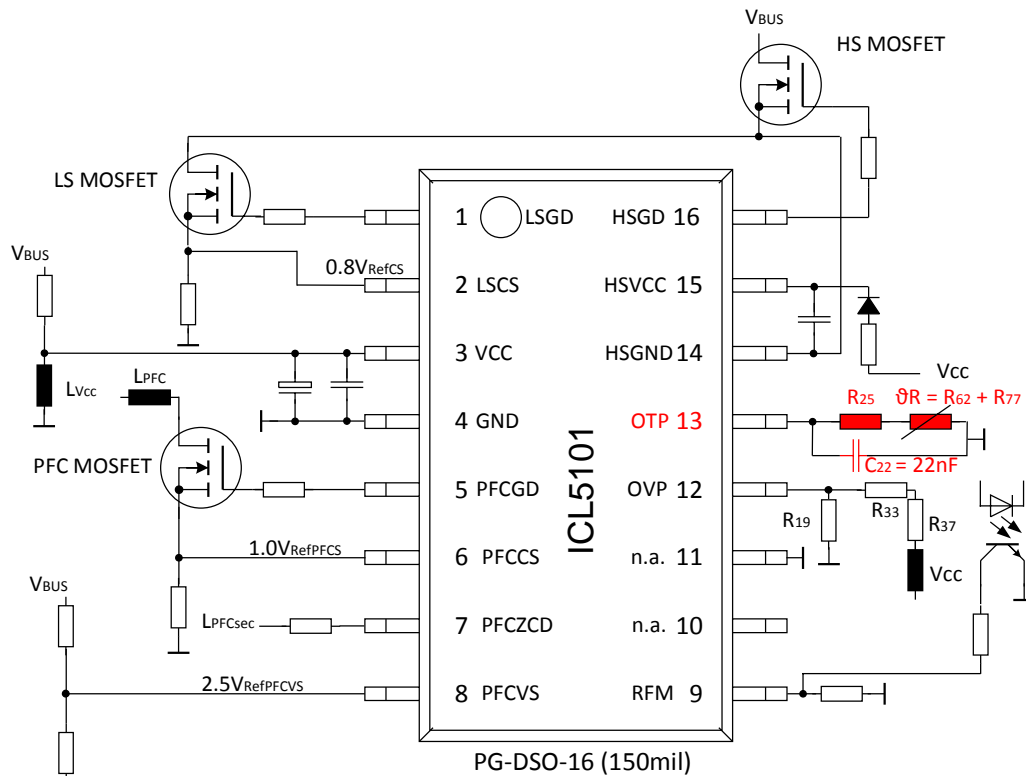 VBUS
HS MOSFET
LS MOSFET
1 LSGD
HSGD 16
VBUS
0.8VRefCS
2 LSCS
HSVCC 15
3 VCC
HSGND 14
LVcc
LPFC
Vcc
R25
ϑR = R62 + R77
4 GND
OTP 13
PFC MOSFET
C22 = 22nF
5 PFCGD
OVP 12
R19
R33
R37
ICL5101
1.0VRefPFCS
6 PFCCS
n.a. 11
Vcc
VBUS
LPFCsec
7 PFCZCD
n.a. 10
2.5VRefPFCVS
8 PFCVS
RFM 9
PG-DSO-16 (150mil)